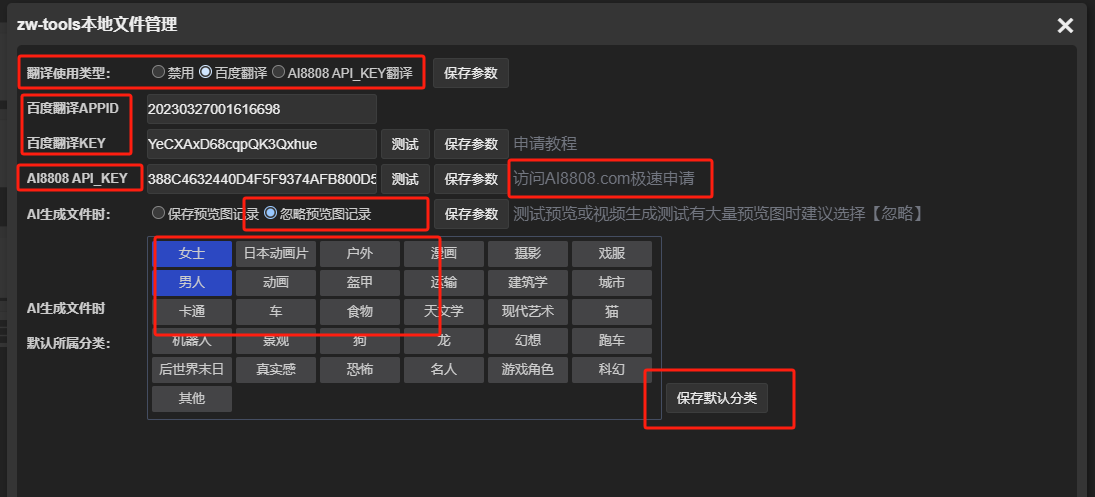 zw-tools本地文件管理
翻译使用类型: 禁用 百度翻译 AI8808 API_KEY翻译 保存参数
百度翻译APPID 20230327001616698
百度翻译KEY YeCXAxD68cqpQK3Qxhue 测试 保存参数 申请教程
AI8808 API_KEY 388C4632440D4F5F9374AFB800D5 测试 保存参数 访问AI8808.com极速申请
AI生成文件时: 保存预览图记录 忽略预览图记录 保存参数 测试预览或视频生成测试有大量预览图时建议选择【忽略】
AI生成文件时
默认所属分类:
女士 日本动画片 户外 漫画 摄影 戏服
男人 动画 盔甲 运输 建筑学 城市
卡通 车 食物 天文学 现代艺术 猫
机器人 景观 狗 龙 幻想 跑车
后世界末日 真实感 恐怖 名人 游戏角色 科幻
其他
保存默认分类